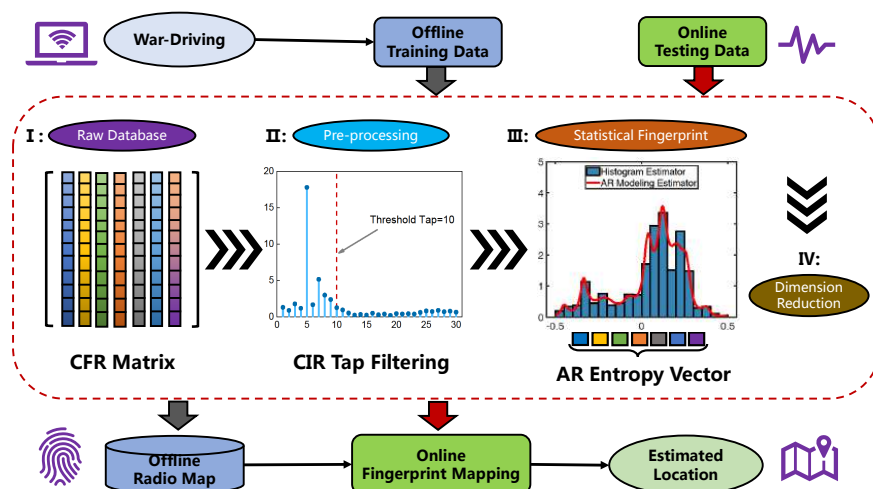 War-Driving
Offline
Training Data
Online
Testing Data
I:
Raw Database
II:
Pre-processing
III:
Statistical Fingerprint
20
15
10
5
0
0
5
10
15
20
25
30
Threshold Tap=10
5
4
3
2
1
0
-0.5
0
0.5
Histogram Estimator
AR Modeling Estimator
IV:
Dimension
Reduction
CFR Matrix
CIR Tap Filtering
AR Entropy Vector
Offline
Radio Map
Online
Fingerprint Mapping
Estimated
Location